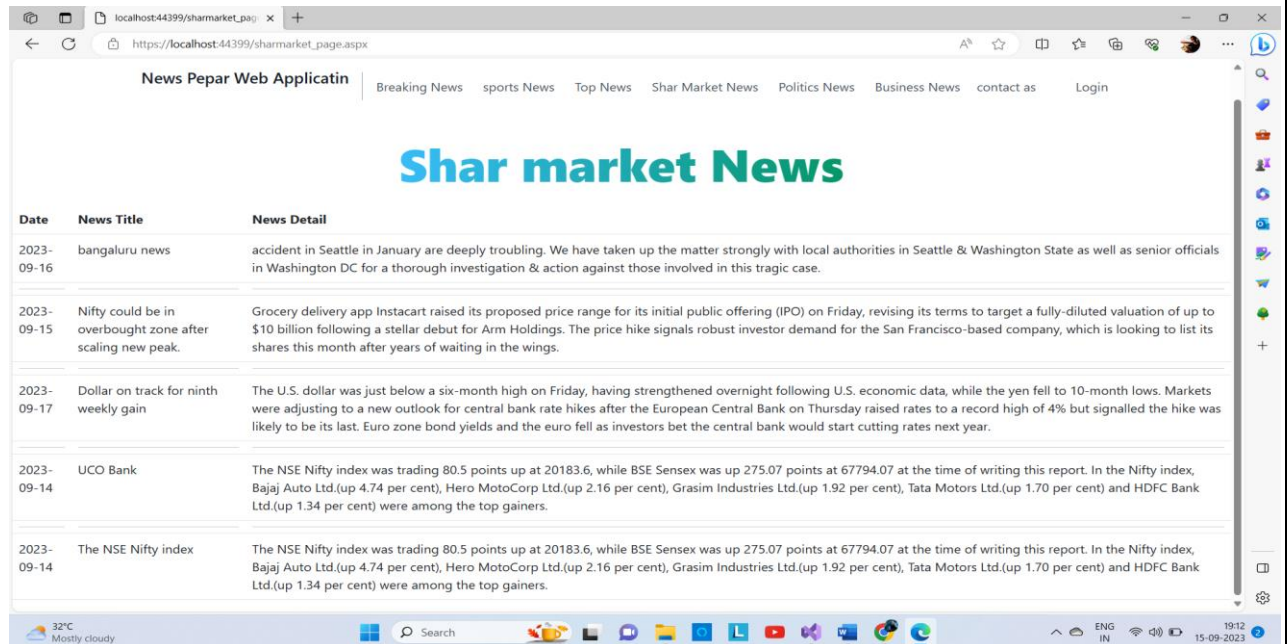 localhost:44399/sharmarket_pag
https://localhost:44399/sharmarket_page.aspx
News Pepar Web Applicatin
Breaking News sports News Top News Shar Market News Politics News Business News contact as Login
Shar market News
Date News Title News Detail
2023-09-16 bangaluru news accident in Seattle in January are deeply troubling. We have taken up the matter strongly with local authorities in Seattle & Washington State as well as senior officials
in Washington DC for a thorough investigation & action against those involved in this tragic case.
2023-09-15 Nifty could be in
overbought zone after
scaling new peak.
Grocery delivery app Instacart raised its proposed price range for its initial public offering (IPO) on Friday, revising its terms to target a fully-diluted valuation of up to
$10 billion following a stellar debut for Arm Holdings. The price hike signals robust investor demand for the San Francisco-based company, which is looking to list its
shares this month after years of waiting in the wings.
2023-09-17 Dollar on track for ninth
weekly gain
The U.S. dollar was just below a six-month high on Friday, having strengthened overnight following U.S. economic data, while the yen fell to 10-month lows. Markets
were adjusting to a new outlook for central bank rate hikes after the European Central Bank on Thursday raised rates to a record high of 4% but signalled the hike was
likely to be its last. Euro zone bond yields and the euro fell as investors bet the central bank would start cutting rates next year.
2023-09-14 UCO Bank
The NSE Nifty index was trading 80.5 points up at 20183.6, while BSE Sensex was up 275.07 points at 67794.07 at the time of writing this report. In the Nifty index,
Bajaj Auto Ltd.(up 4.74 per cent), Hero MotoCorp Ltd.(up 2.16 per cent), Grasim Industries Ltd.(up 1.92 per cent), Tata Motors Ltd.(up 1.70 per cent) and HDFC Bank
Ltd.(up 1.34 per cent) were among the top gainers.
2023-09-14 The NSE Nifty index
The NSE Nifty index was trading 80.5 points up at 20183.6, while BSE Sensex was up 275.07 points at 67794.07 at the time of writing this report. In the Nifty index,
Bajaj Auto Ltd.(up 4.74 per cent), Hero MotoCorp Ltd.(up 2.16 per cent), Grasim Industries Ltd.(up 1.92 per cent), Tata Motors Ltd.(up 1.70 per cent) and HDFC Bank
Ltd.(up 1.34 per cent) were among the top gainers.
32°C
Mostly cloudy
Search
ENG
IN
19:12
15-09-2023
2